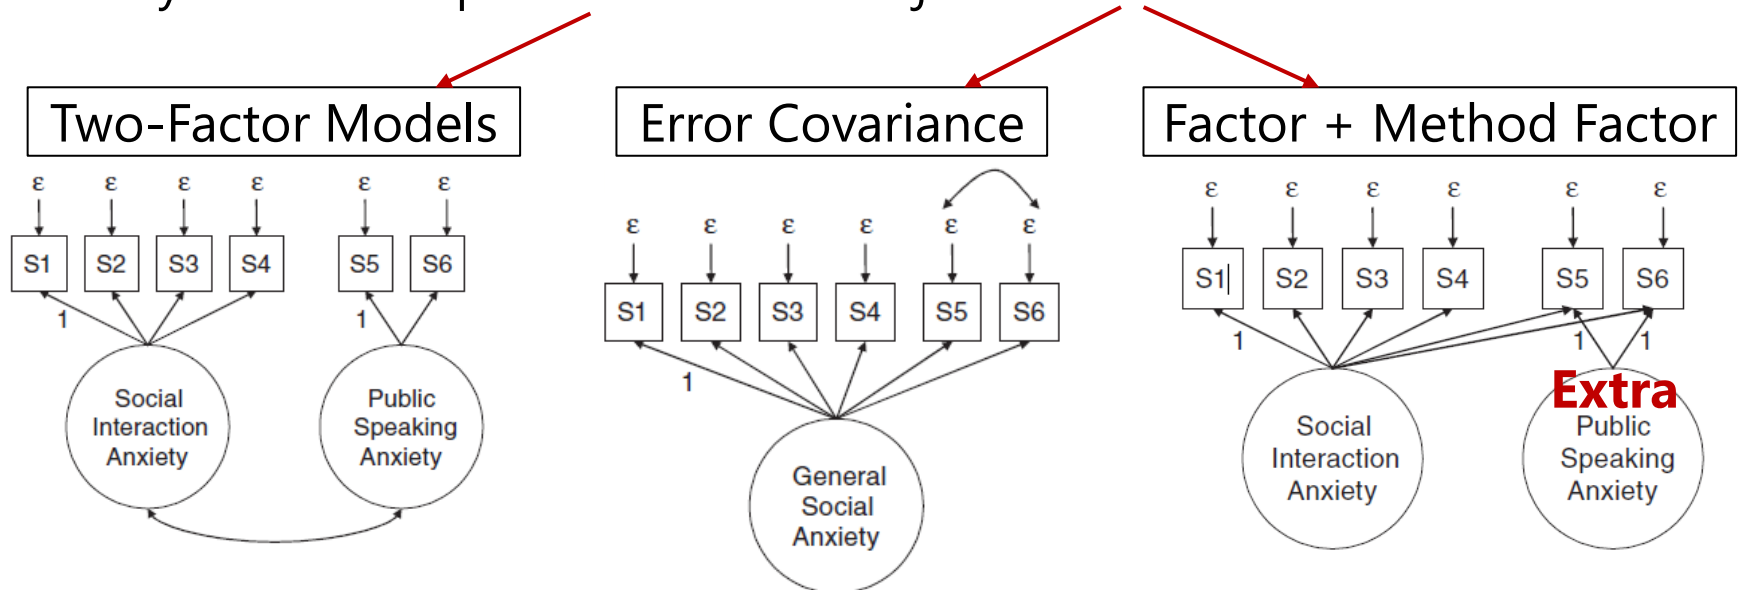 Two-Factor Models
ε ε ε ε ε ε
S1 S2 S3 S4 S5 S6
1 1
Social
Interaction
Anxiety
Public
Speaking
Anxiety
Error Covariance
ε ε ε ε ε ε
S1 S2 S3 S4 S5 S6
1
General
Social
Anxiety
Factor + Method Factor
ε ε ε ε ε ε
S1 S2 S3 S4 S5 S6
1 1 1
Social
Interaction
Anxiety
Extra
Public
Speaking
Anxiety